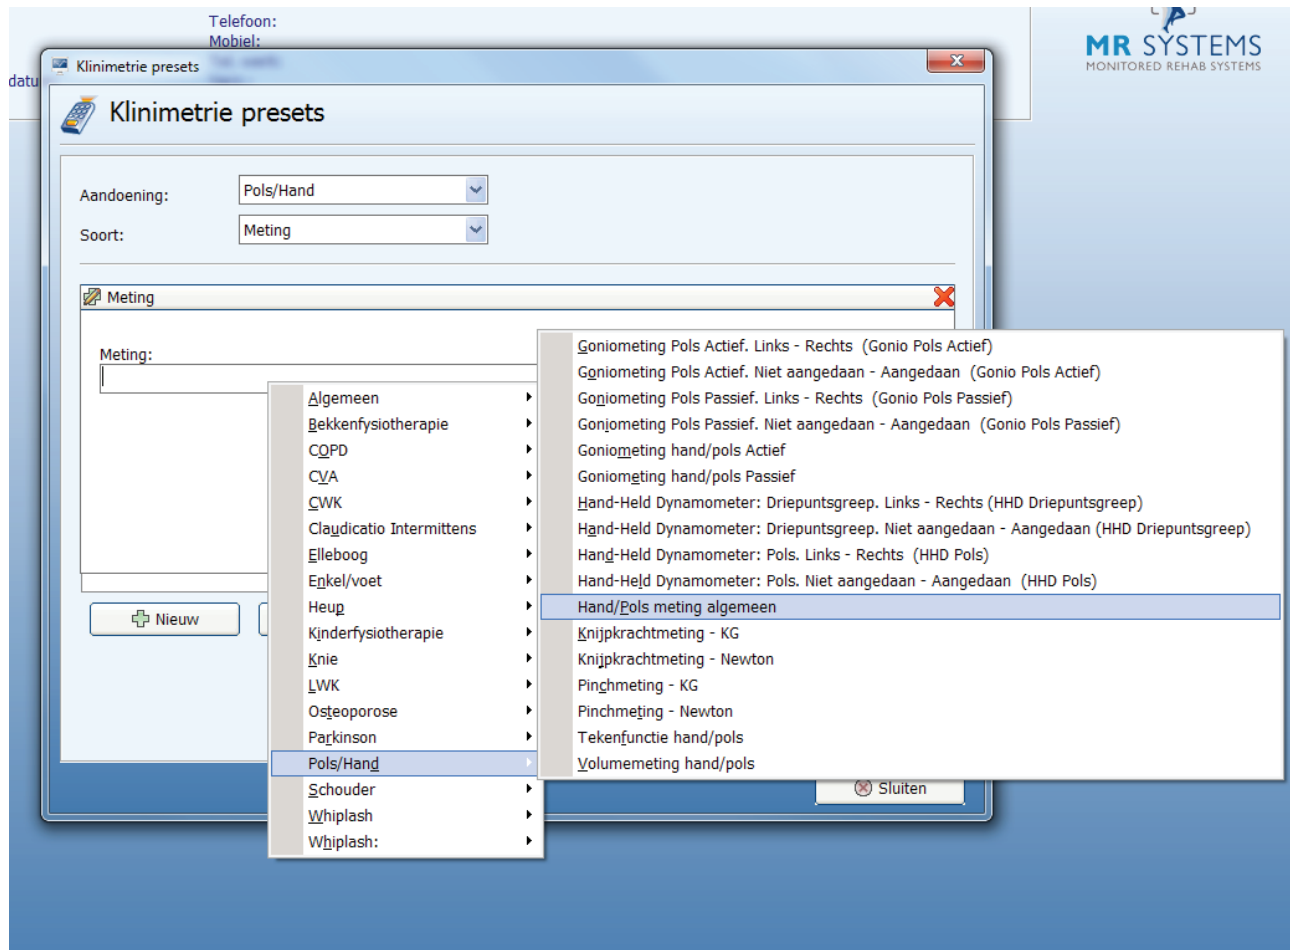 Telefoon:
Mobiel:
datu
MR SYSTEMS
MONITORED REHAB SYSTEMS
Klinimetrie presets
Klinimetrie presets
Aandoening:
Pols/Hand
Soort:
Meting
Meting
Meting:
Algemeen
Bekkenfysiotherapie
COPD
CVA
CWK
Claudicatio Intermittens
Elleboog
Enkel/voet
Heup
Kinderfysiotherapie
Knie
LWK
Osteoporose
Parkinson
Pols/Hand
Schouder
Whiplash
Whiplash:
Goniometing Pols Actief. Links - Rechts (Gonio Pols Actief)
Goniometing Pols Actief. Niet aangedaan - Aangedaan (Gonio Pols Actief)
Goniometing Pols Passief. Links - Rechts (Gonio Pols Passief)
Goniometing Pols Passief. Niet aangedaan - Aangedaan (Gonio Pols Passief)
Goniometing hand/pols Actief
Goniometing hand/pols Passief
Hand-Held Dynamometer: Driepuntsgreep. Links - Rechts (HHD Driepuntsgreep)
Hand-Held Dynamometer: Driepuntsgreep. Niet aangedaan - Aangedaan (HHD Driepuntsgreep)
Hand-Held Dynamometer: Pols. Links - Rechts (HHD Pols)
Hand-Held Dynamometer: Pols. Niet aangedaan - Aangedaan (HHD Pols)
Hand/Pols meting algemeen
Knijpkrachtmeting - KG
Knijpkrachtmeting - Newton
Pinchmeting - KG
Pinchmeting - Newton
Tekenfunctie hand/pols
Volumemeting hand/pols
Nieuw
Sluiten